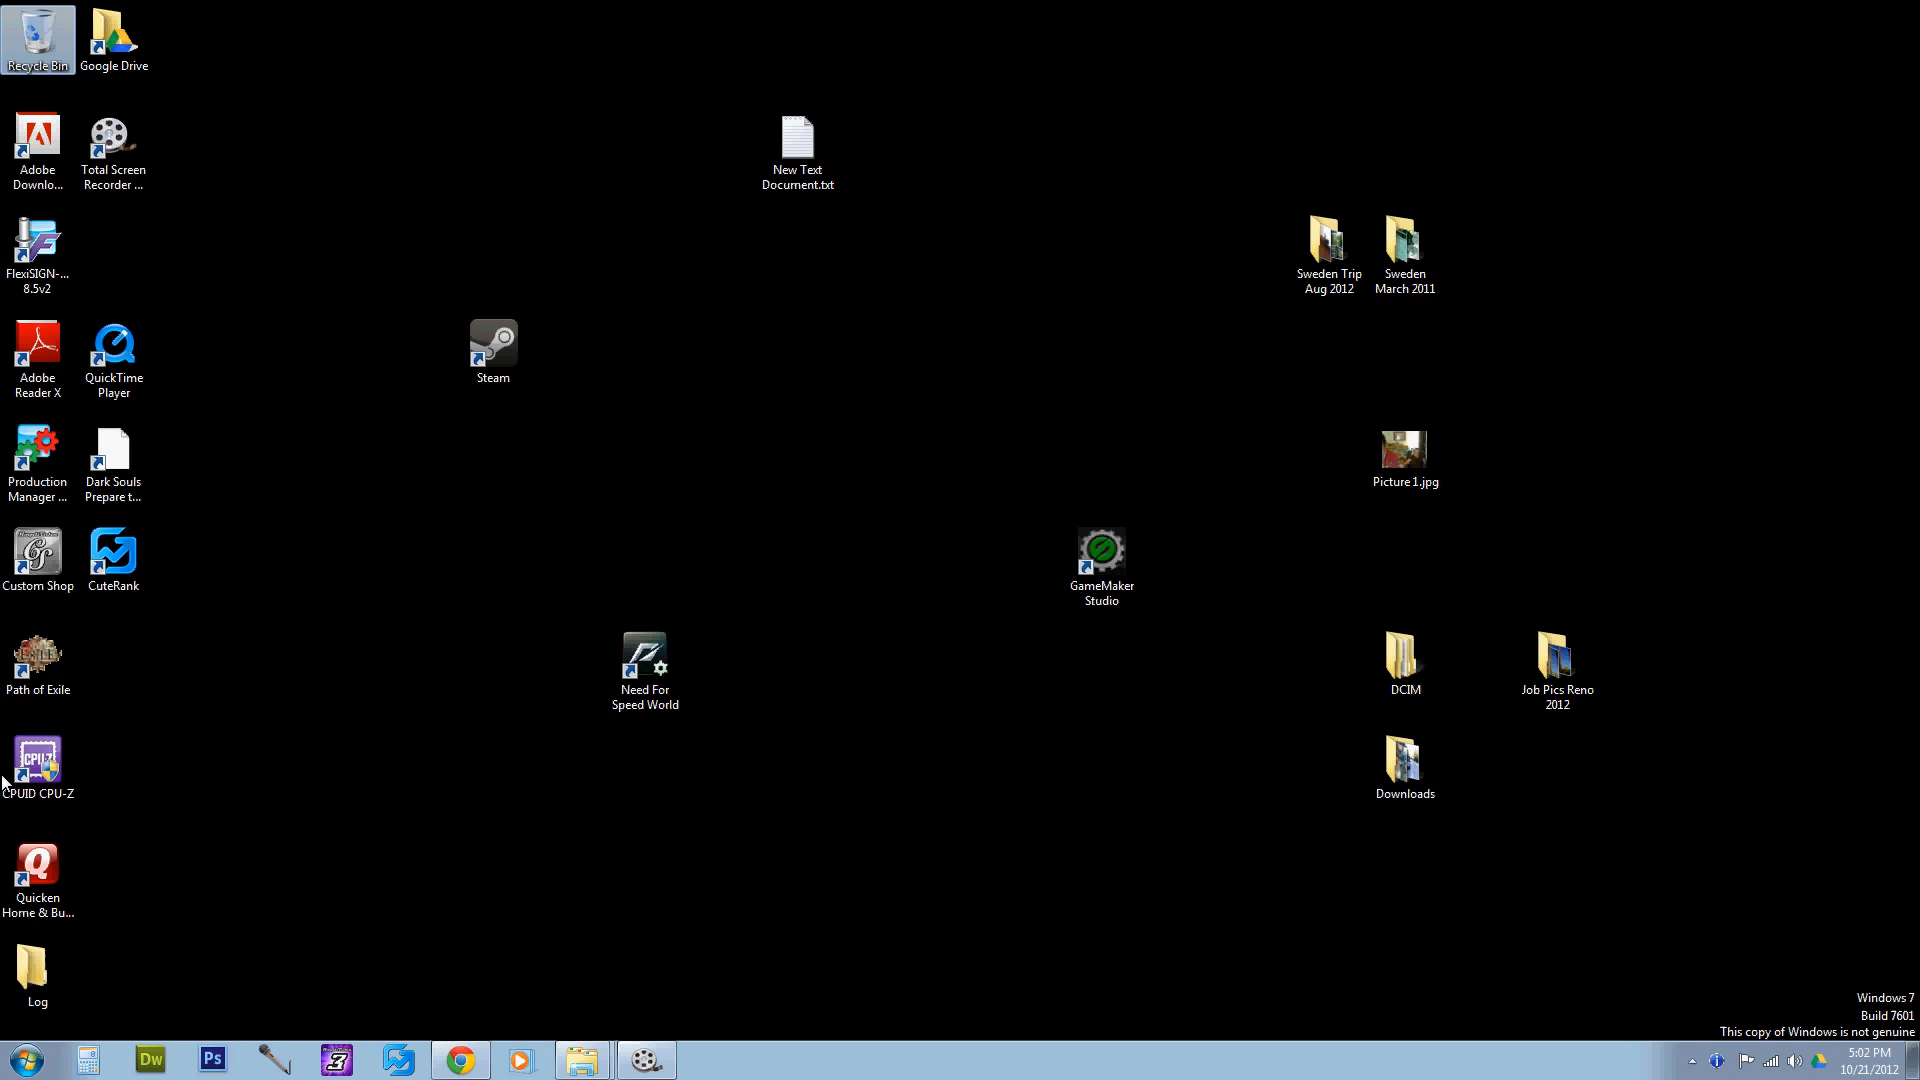 Recycle Bin
Google Drive
Adobe
Downlo...
Total Screen
Recorder ...
New Text
Document.txt
FlexiSIGN-...
8.5v2
Sweden Trip
Aug 2012
Sweden
March 2011
Adobe
Reader X
QuickTime
Player
Steam
Production
Manager ...
Dark Souls
Prepare t...
Picture 1.jpg
Custom Shop
CuteRank
GameMaker
Studio
Path of Exile
Need For
Speed World
DCIM
Job Pics Reno
2012
CPU-Z
CPUID CPU-Z
Downloads
Q
Quicken
Home & Bu...
Log
Windows 7
Build 7601
This copy of Windows is not genuine
Dw
Ps
3
5:02 PM
10/21/2012